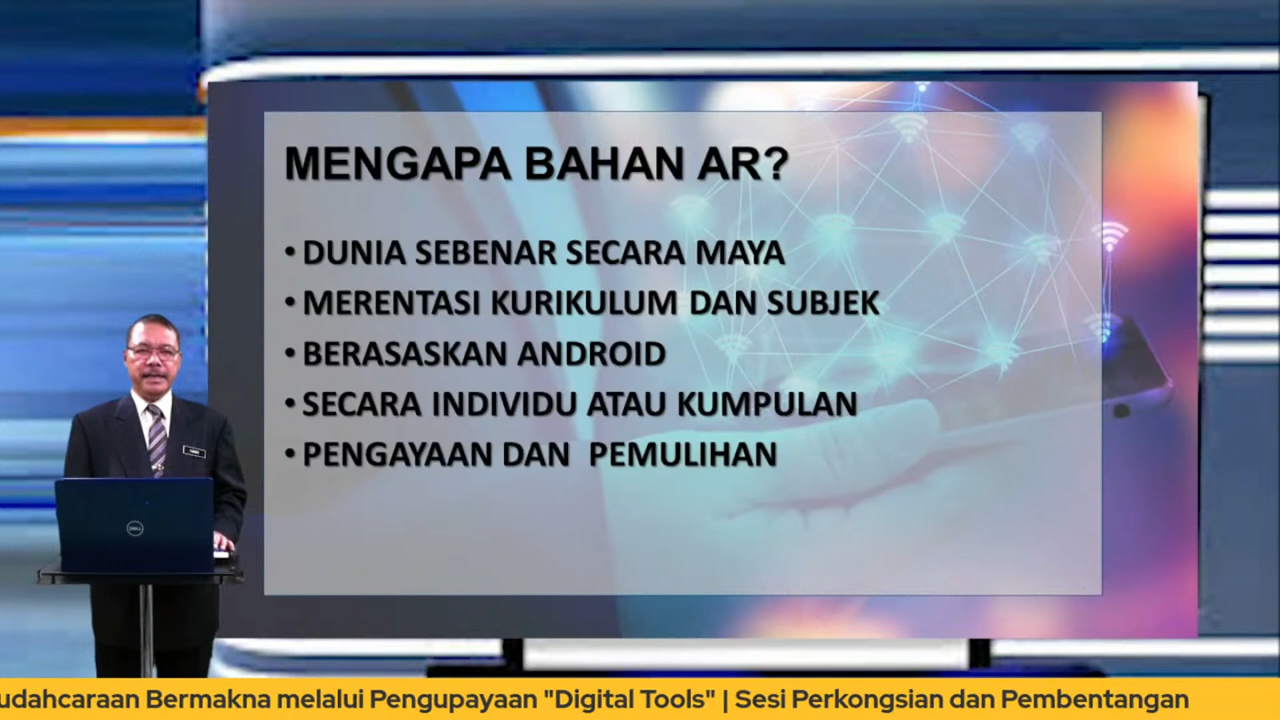 MENGAPA BAHAN AR?
• DUNIA SEBENAR SECARA MAYA
• MERENTASI KURIKULUM DAN SUBJEK
• BERASASKAN ANDROID
• SECARA INDIVIDU ATAU KUMPULAN
• PENGAYAAN DAN PEMULIHAN
DELL
udahcaraan Bermakna melalui Pengupayaan "Digital Tools" | Sesi Perkongsian dan Pembentangan